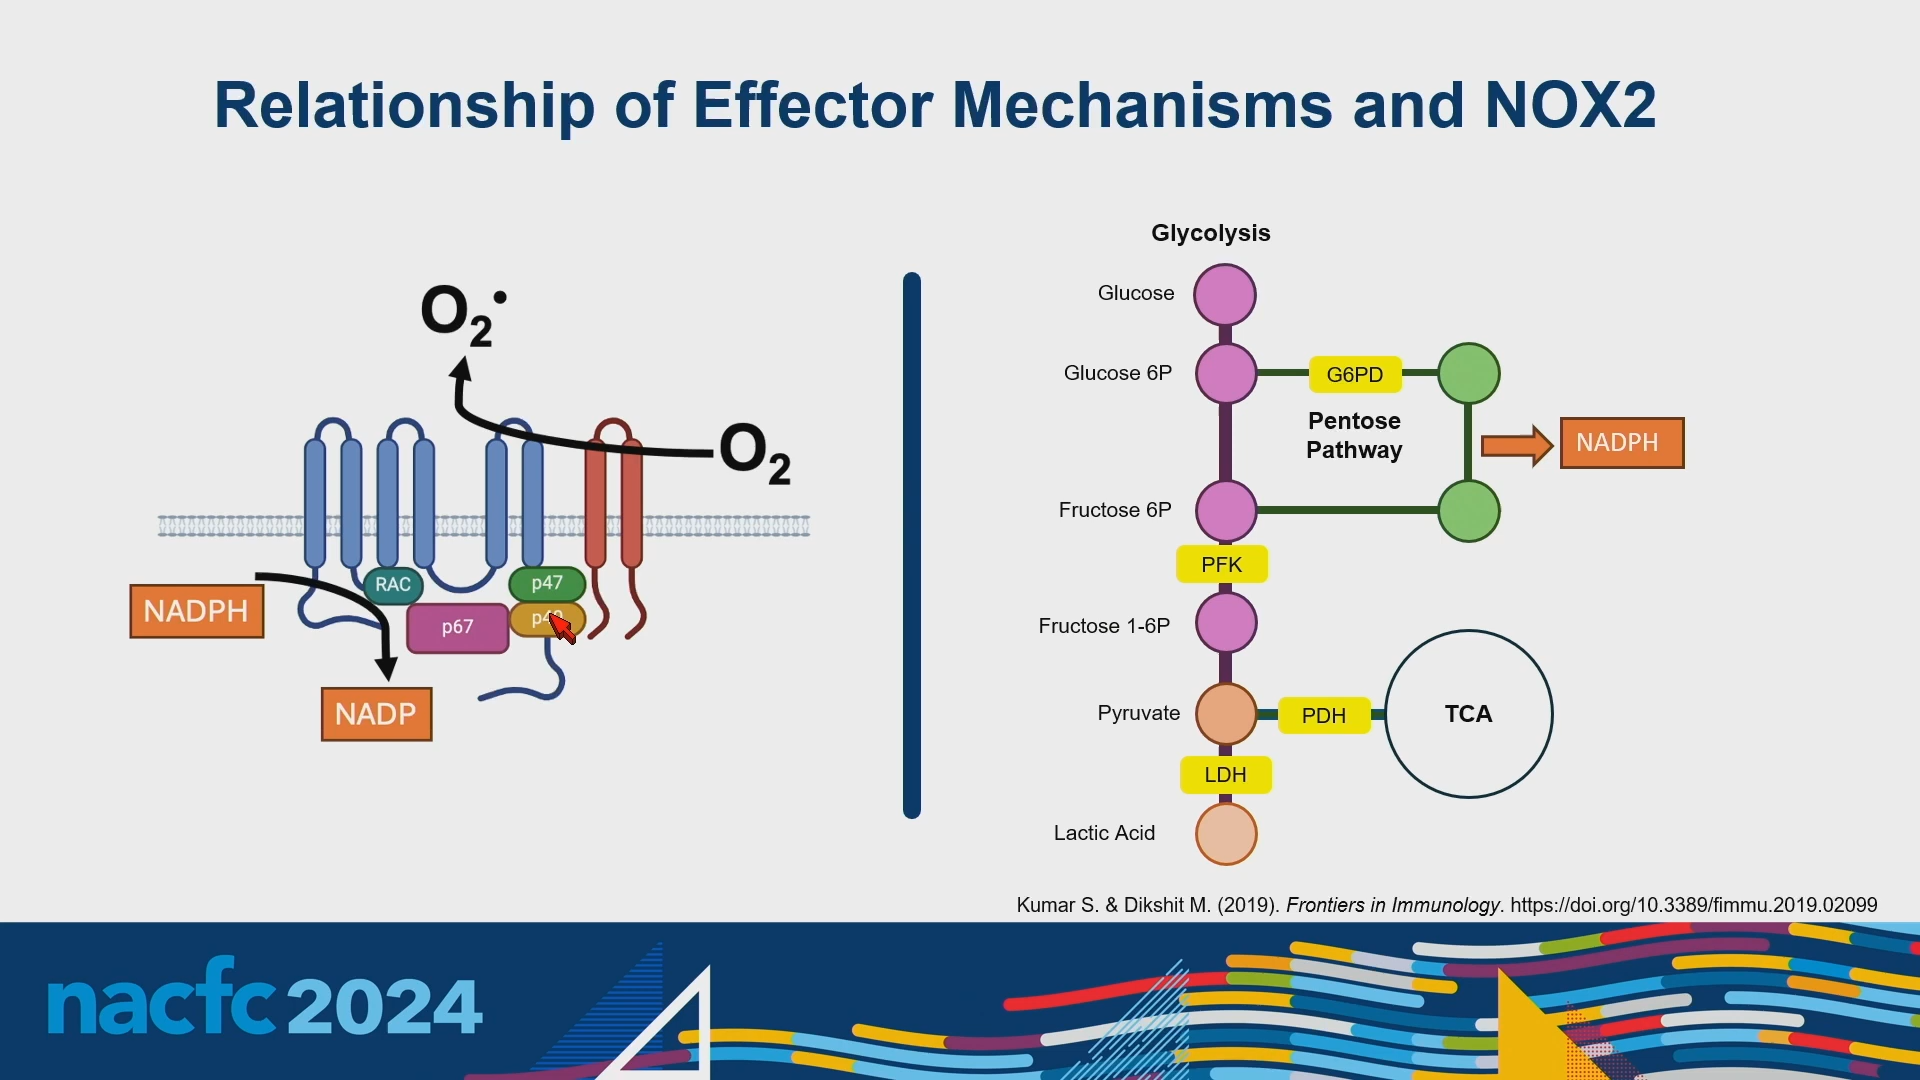 Relationship of Effector Mechanisms and NOX2
O2•
O2
RAC
p47
p67
NADPH
NADP
Glycolysis
Glucose
Glucose 6P
G6PD
Pentose
Pathway
NADPH
Fructose 6P
PFK
Fructose 1-6P
Pyruvate
PDH
TCA
LDH
Lactic Acid
Kumar S. & Dikshit M. (2019). Frontiers in Immunology. https://doi.org/10.3389/fimmu.2019.02099
nacfc 2024